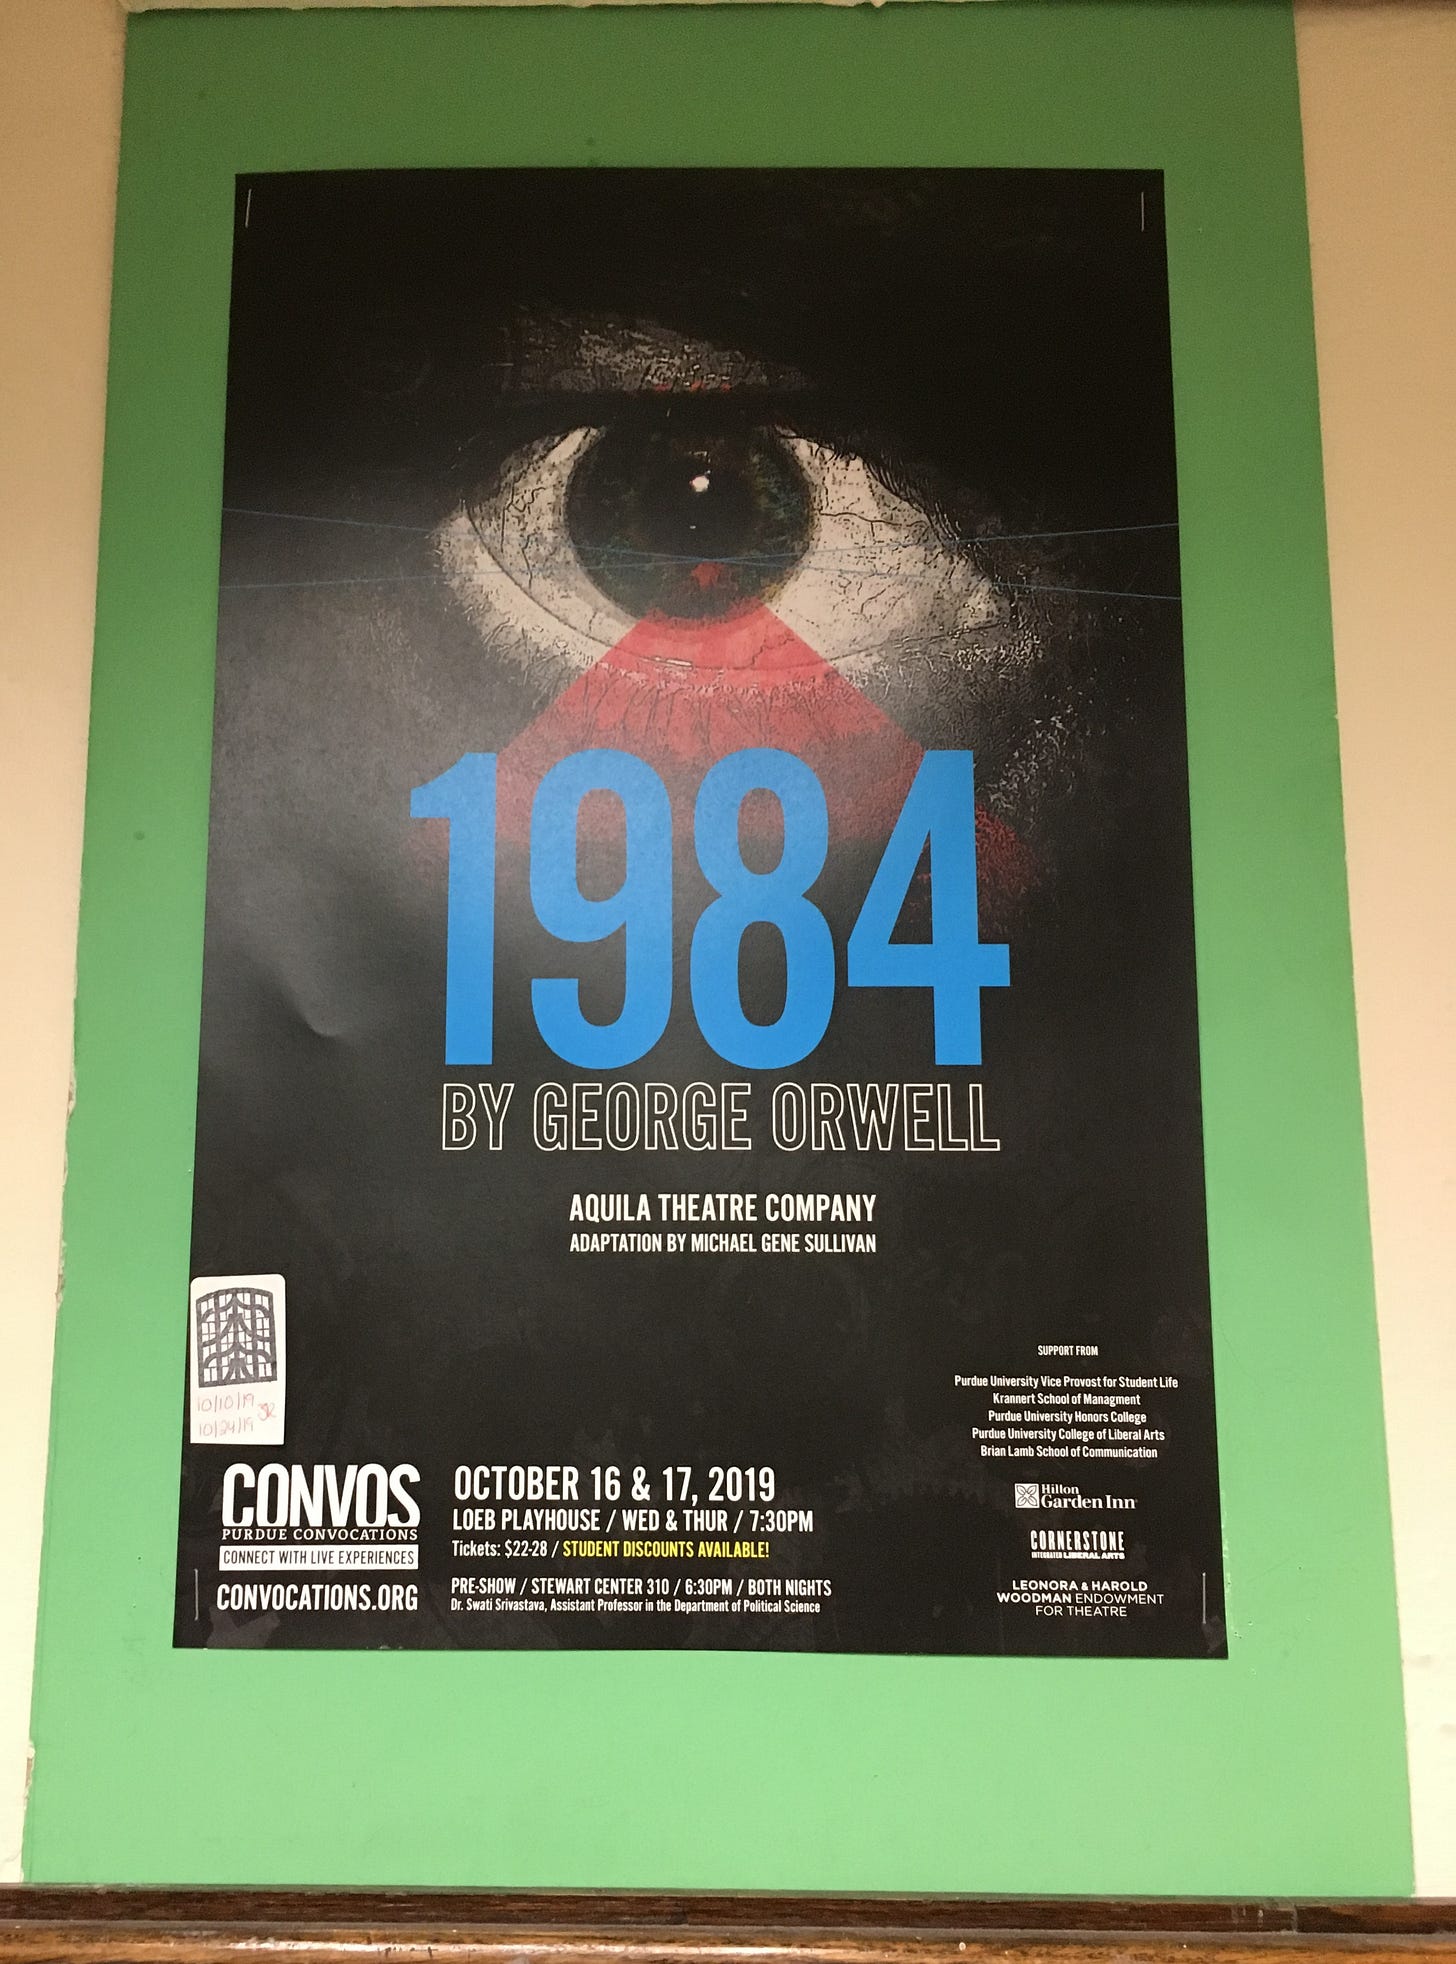 1984
BY GEORGE ORWELL
AQUILA THEATRE COMPANY
ADAPTATION BY MICHAEL GENE SULLIVAN
10/10/19
10/24/19
CONVOS
PURDUE CONVOCATIONS
CONNECT WITH LIVE EXPERIENCES
CONVOCATIONS.ORG
OCTOBER 16 & 17, 2019
LOEB PLAYHOUSE / WED & THUR / 7:30PM
Tickets: $22-28 / STUDENT DISCOUNTS AVAILABLE!
PRE-SHOW / STEWART CENTER 310 / 6:30PM / BOTH NIGHTS
Dr. Swati Srivastava, Assistant Professor in the Department of Political Science
SUPPORT FROM
Purdue University Vice Provost for Student Life
Krannert School of Managment
Purdue University Honors College
Purdue University College of Liberal Arts
Brian Lamb School of Communication
Hilton
Garden Inn
CORNERSTONE
INTEGRATED LIBERAL ARTS
LEONORA & HAROLD
WOODMAN ENDOWMENT
FOR THEATRE